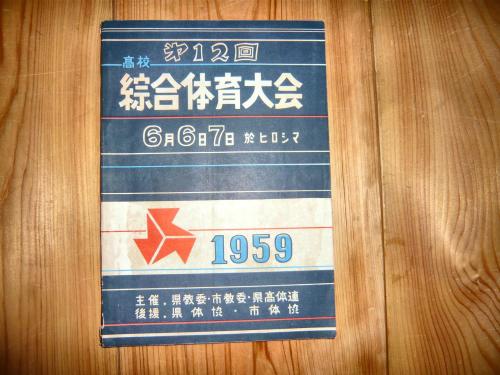 第12回
高校
綜合体育大会
6月6日7日 於ヒロシマ
1959
主催.県教委・市教委・県高体連
後援.県体協・市体協